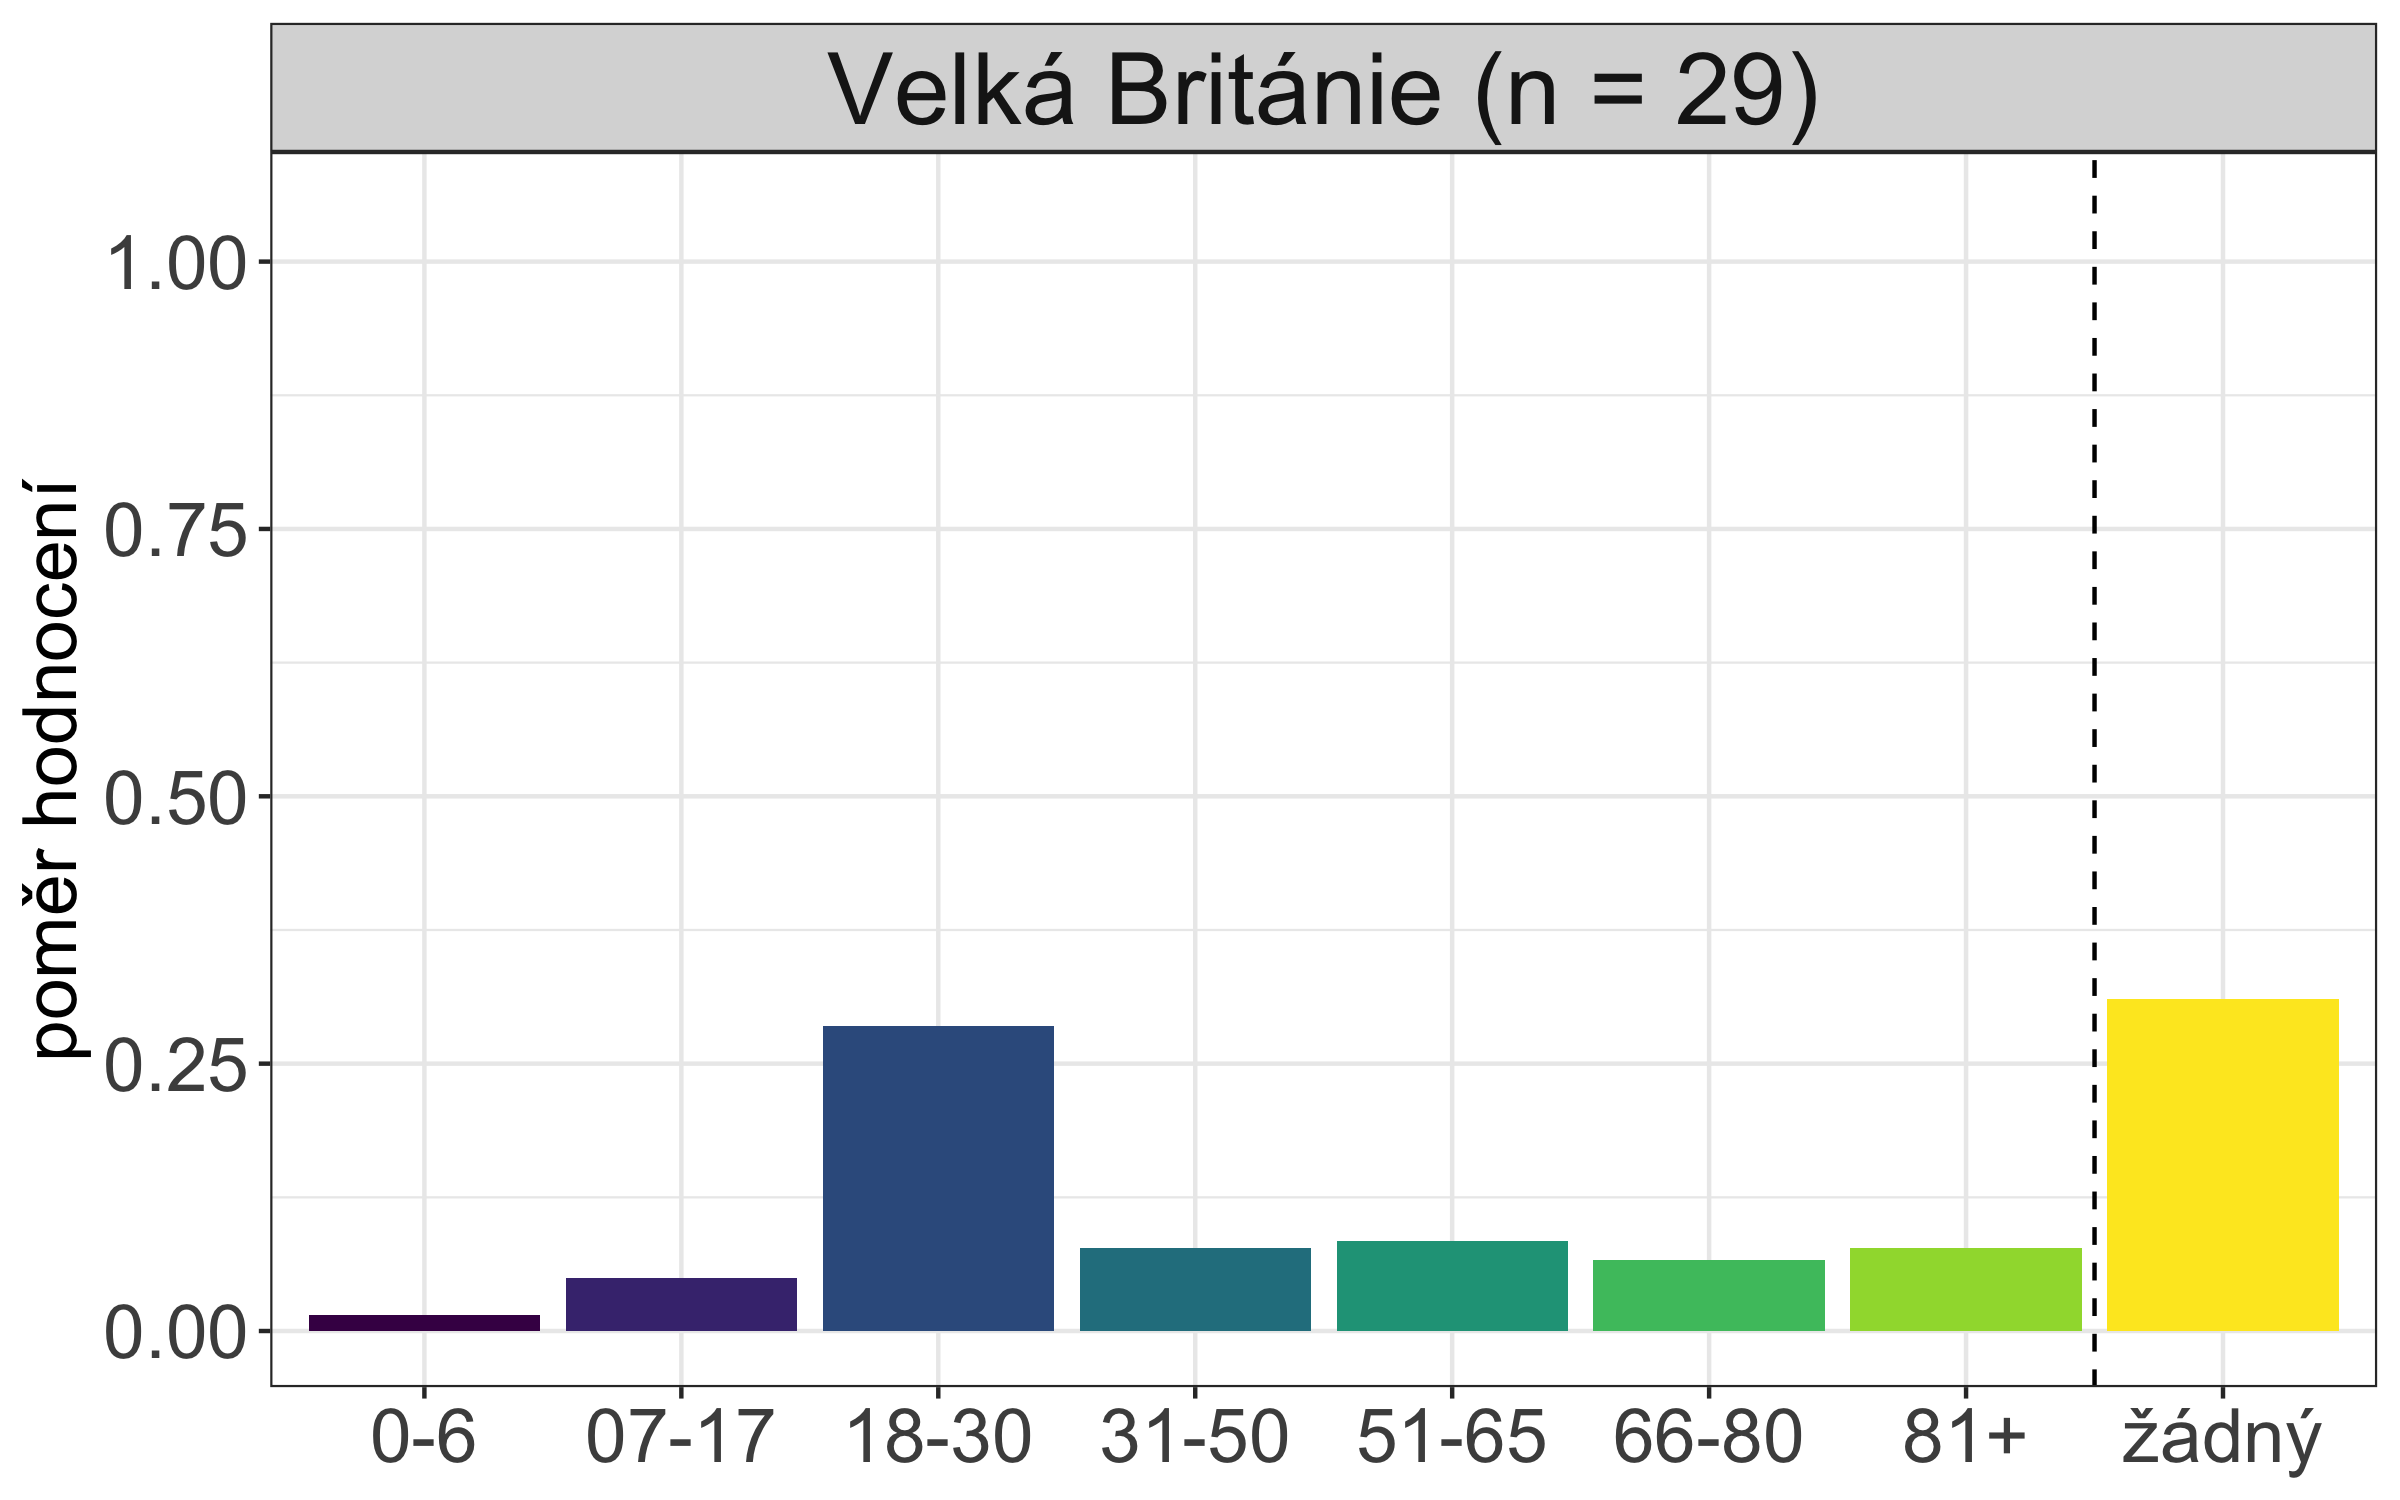 Velká Británie (n = 29)
poměr hodnocení
1.00
0.75
0.50
0.25
0.00
0-6 07-17 18-30 31-50 51-65 66-80 81+ žádný